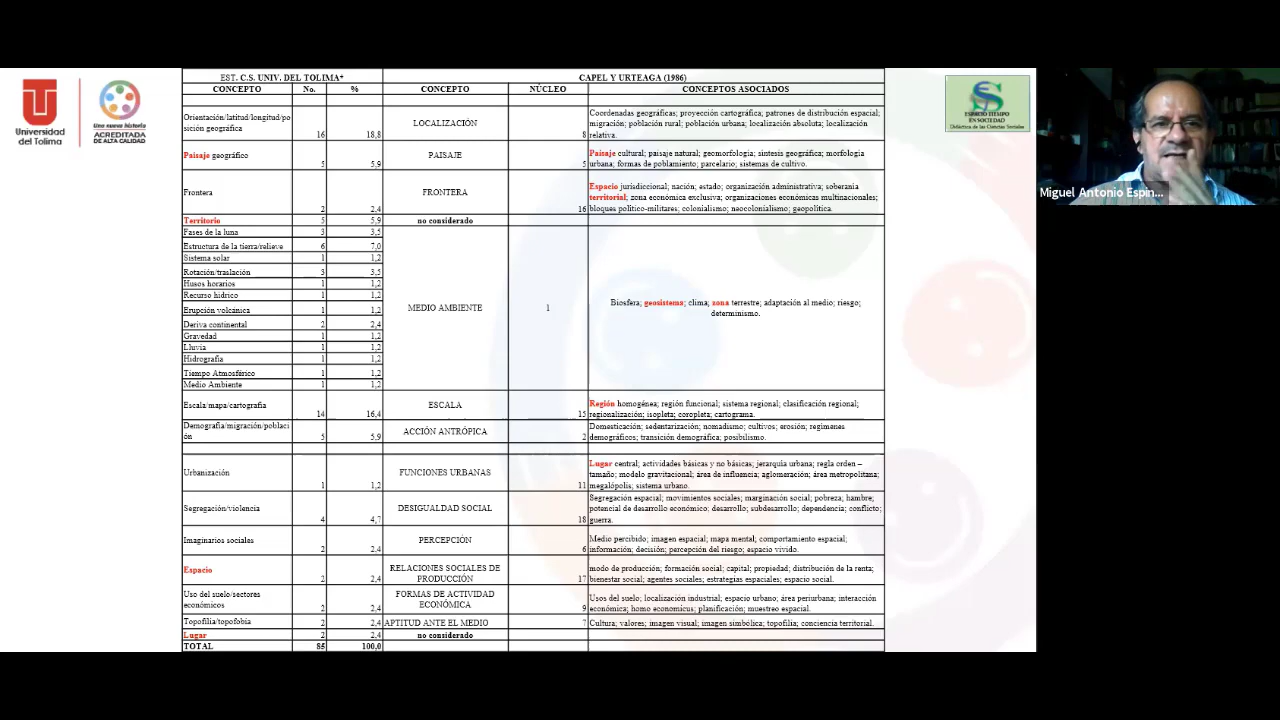 Universidad
del Tolima
Una nueva historia
ACREDITADA
DE ALTA CALIDAD
EST. C.S. UNIV. DEL TOLIMA*
CAPEL Y URTEAGA (1986)
CONCEPTO No. % CONCEPTO NÚCLEO CONCEPTOS ASOCIADOS
Orientación/latitud/longitud/po
sición geográfica
16 18,8
LOCALIZACIÓN
8
Coordenadas geográficas; proyección cartográfica; patrones de distribución espacial;
migración; población rural; población urbana; localización absoluta; localización
relativa.
Paisaje geográfico
5 5,9
PAISAJE
5
Paisaje cultural; paisaje natural; geomorfología; síntesis geográfica; morfología
urbana; formas de poblamiento; parcelario; sistemas de cultivo.
Frontera
2 2,4
FRONTERA
16
Espacio jurisdiccional; nación; estado; organización administrativa; soberanía
territorial; zona económica exclusiva; organizaciones económicas multinacionales;
bloques político-militares; colonialismo; neocolonialismo; geopolítica.
Territorio 5 5,9 no considerado
Fases de la luna 3 3,5
Estructura de la tierra/relieve 6 7,0
Sistema solar 1 1,2
Rotación/traslación 3 3,5
Husos horarios 1 1,2
Recurso hídrico 1 1,2
Erupción volcánica 1 1,2
Deriva continental 2 2,4
Gravedad 1 1,2
Lluvia 1 1,2
Hidrografía 1 1,2
Tiempo Atmosférico 1 1,2
Medio Ambiente 1 1,2
MEDIO AMBIENTE
1
Biosfera; geosistema; clima; zona terrestre; adaptación al medio; riesgo;
determinismo.
Escala/mapa/cartografía
14 16,4
ESCALA
15
Región homogénea; región funcional; sistema regional; clasificación regional;
regionalización; isopleta; coropleta; cartograma.
Demografía/migración/poblaci
ón
5 5,9
ACCIÓN ANTRÓPICA
2
Domesticación; sedentarización; nomadismo; cultivos; erosión; regímenes
demográficos; transición demográfica; posibilismo.
Urbanización
1 1,2
FUNCIONES URBANAS
11
Lugar central; actividades básicas y no básicas; jerarquía urbana; regla orden –
tamaño; modelo gravitacional; área de influencia; aglomeración; área metropolitana;
megalópolis; sistema urbano.
Segregación/violencia
4 4,7
DESIGUALDAD SOCIAL
18
Segregación espacial; movimientos sociales; marginación social; pobreza; hambre;
potencial de desarrollo económico; desarrollo; subdesarrollo; dependencia; conflicto;
guerra.
Imaginarios sociales
2 2,4
PERCEPCIÓN
6
Medio percibido; imagen espacial; mapa mental; comportamiento espacial;
información; decisión; percepción del riesgo; espacio vivido.
Espacio
2 2,4
RELACIONES SOCIALES DE
PRODUCCIÓN
17
modo de producción; formación social; capital; propiedad; distribución de la renta;
bienestar social; agentes sociales; estrategias espaciales; espacio social.
Uso del suelo/sectores
económicos
2 2,4
FORMAS DE ACTIVIDAD
ECONÓMICA
9
Usos del suelo; localización industrial; espacio urbano; área periurbana; interacción
económica; homo economicus; planificación; muestreo espacial.
Topofilia/topofobia 2 2,4 APTITUD ANTE EL MEDIO 7 Cultura; valores; imagen visual; imagen simbólica; topofilia; conciencia territorial.
Lugar 2 2,4 no considerado
TOTAL 85 100,0
ESPACIO TIEMPO
EN SOCIEDAD
Didáctica de las Ciencias Sociales
Miguel Antonio Espin...